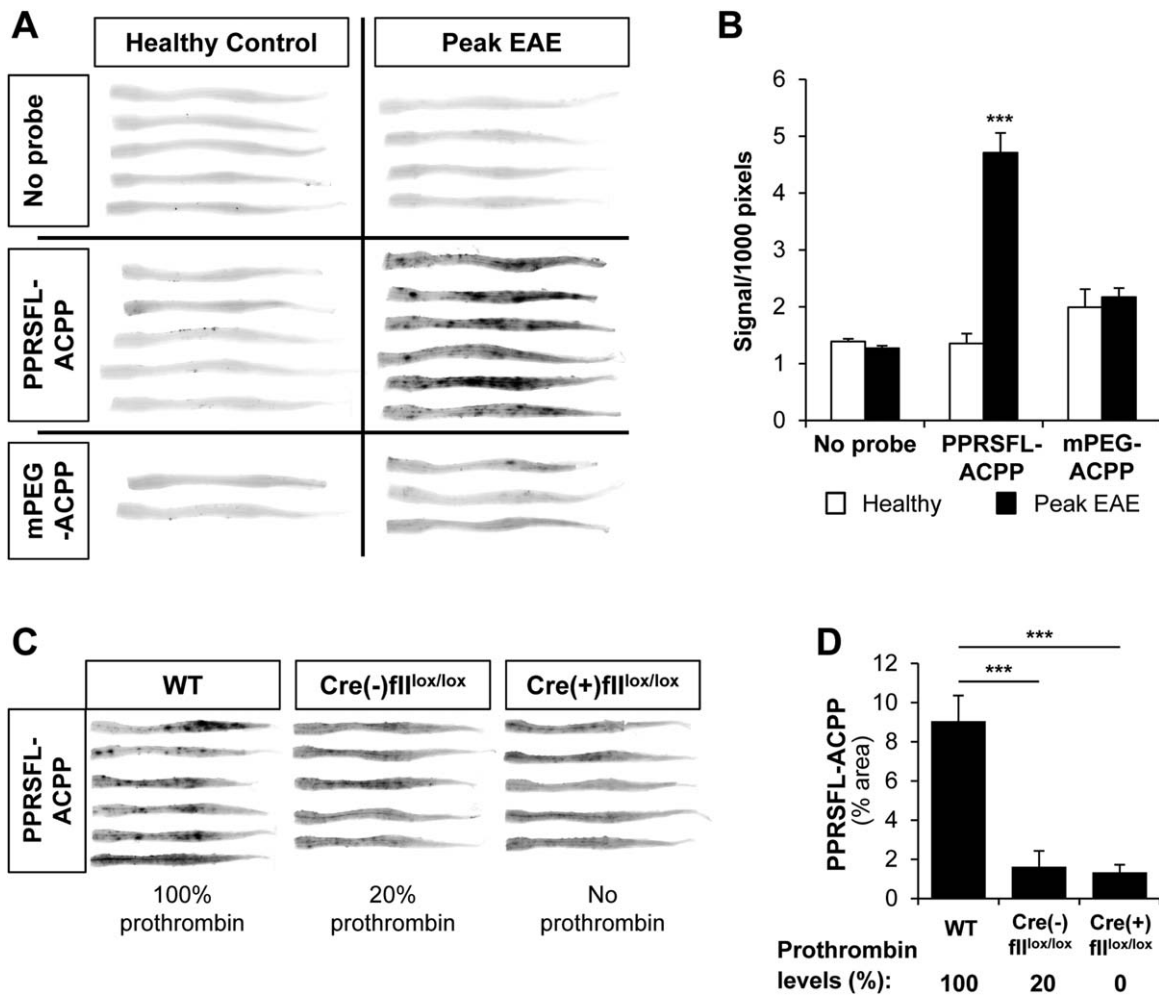 A
Healthy Control
Peak EAE
No probe
PPRSFL-
ACPP
mPEG
-ACPP
B
Signal/1000 pixels
6
5
4
3
2
1
0
***
No probe
PPRSFL-
ACPP
mPEG-
ACPP
Healthy
Peak EAE
C
WT
Cre(-)fII^lox/lox
Cre(+)fII^lox/lox
PPRSFL-
ACPP
100%
prothrombin
20%
prothrombin
No
prothrombin
D
PPRSFL-ACPP
(% area)
12
10
8
6
4
2
0
***
***
WT
Cre(-)
fII^lox/lox
Cre(+)
fII^lox/lox
Prothrombin
levels (%):
100
20
0